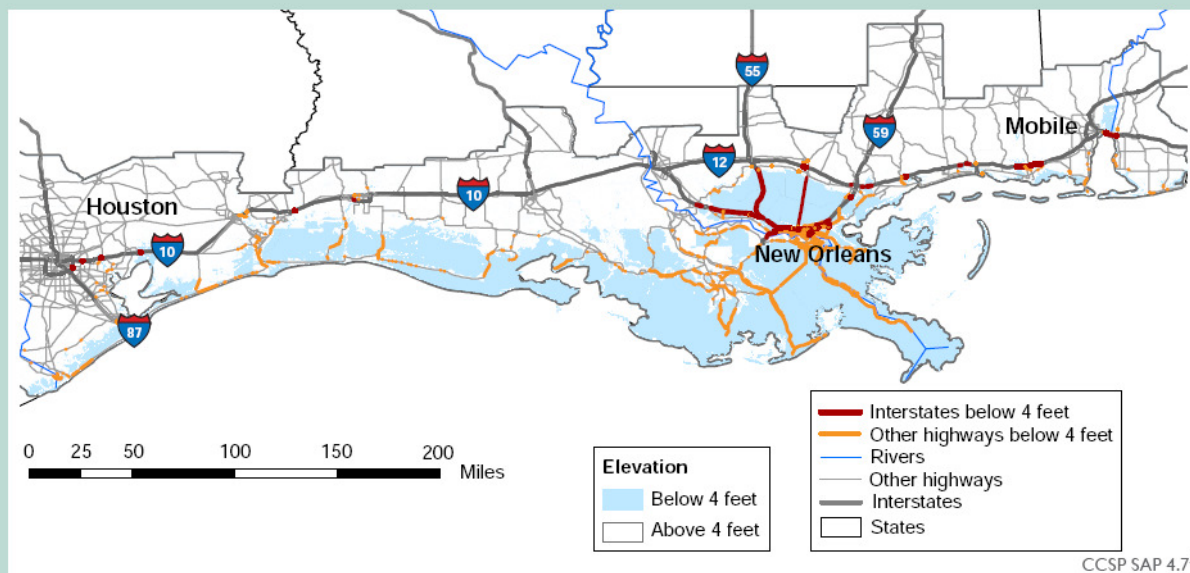 55
59
Mobile
12
10
Houston
10
New Orleans
87
0 25 50 100 150 200
Miles
Elevation
Below 4 feet
Above 4 feet
Interstates below 4 feet
Other highways below 4 feet
Rivers
Other highways
Interstates
States
CCSP SAP 4.7